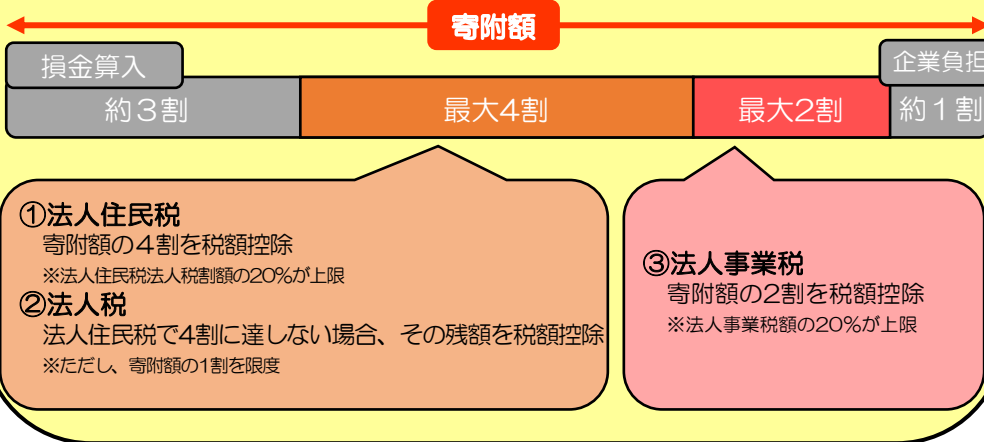 寄附額
損金算入
企業負担
約3割
最大4割
最大2割
約1割
①法人住民税
寄附額の4割を税額控除
※法人住民税法人税割額の20%が上限
②法人税
法人住民税で4割に達しない場合、その残額を税額控除
※ただし、寄附額の1割を限度
③法人事業税
寄附額の2割を税額控除
※法人事業税額の20%が上限